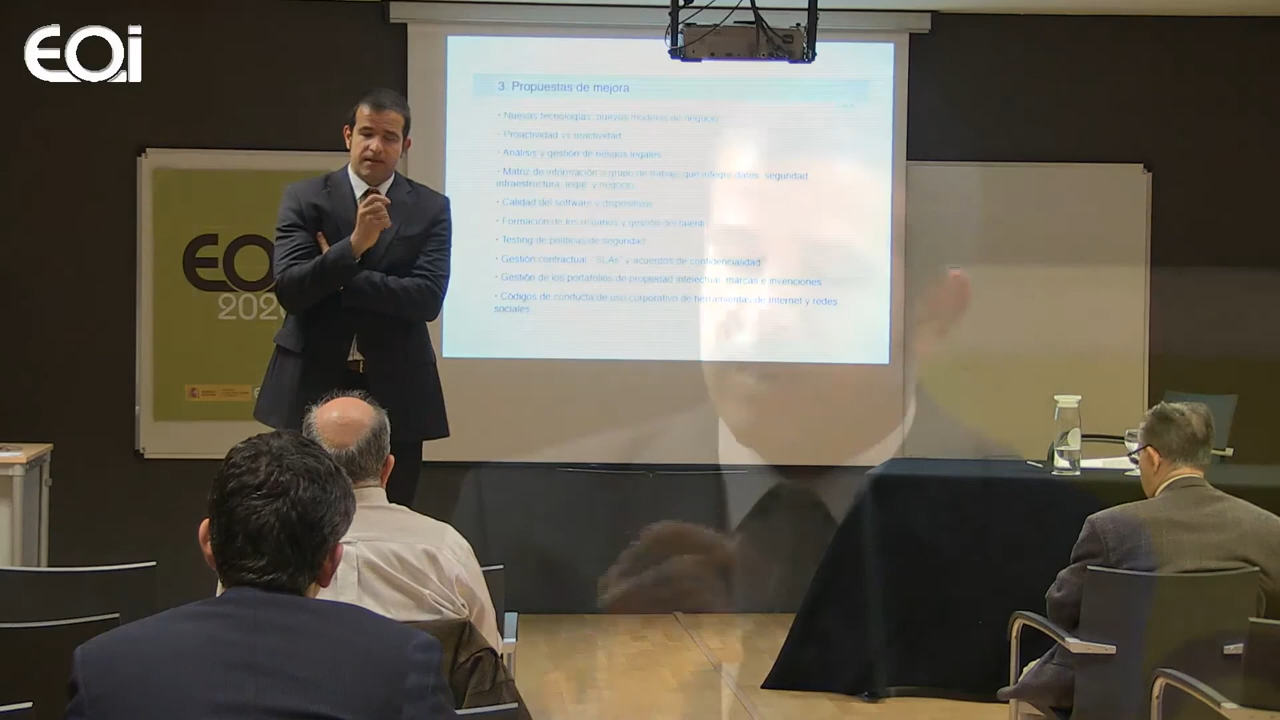 EOi
3. Propuestas de mejora
• Nuevas tecnologías: nuevos modelos de negocio
• Proactividad vs reactividad
• Análisis y gestión de riesgos legales
• Matriz de información o grupo de trabajo que integre datos, seguridad
infraestructura, legal y negocio
• Calidad del software y dispositivos
• Formación de los usuarios y gestión del talento
• Testing de políticas de seguridad
• Gestión contractual - "SLAs" y acuerdos de confidencialidad
• Gestión de los portafolios de propiedad intelectual, marcas e invenciones
• Códigos de conducta de uso corporativo de herramientas de Internet y redes
sociales
EO
202